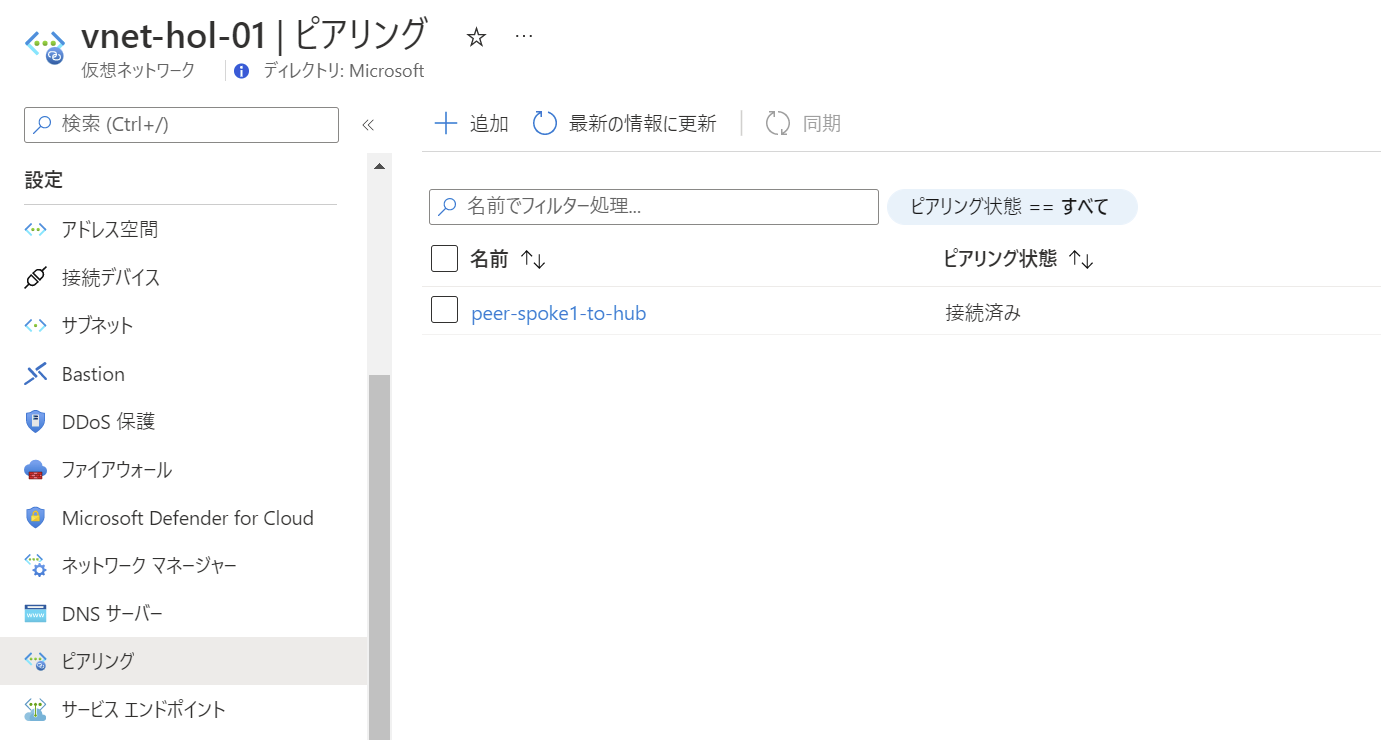 vnet-hol-01 | ピアリング
仮想ネットワーク
ディレクトリ: Microsoft
検索 (Ctrl+/)
設定
アドレス空間
接続デバイス
サブネット
Bastion
DDoS 保護
ファイアウォール
Microsoft Defender for Cloud
ネットワーク マネージャー
DNS サーバー
ピアリング
サービス エンドポイント
追加
最新の情報に更新
同期
名前でフィルター処理...
ピアリング状態 == すべて
名前
ピアリング状態
peer-spoke1-to-hub
接続済み